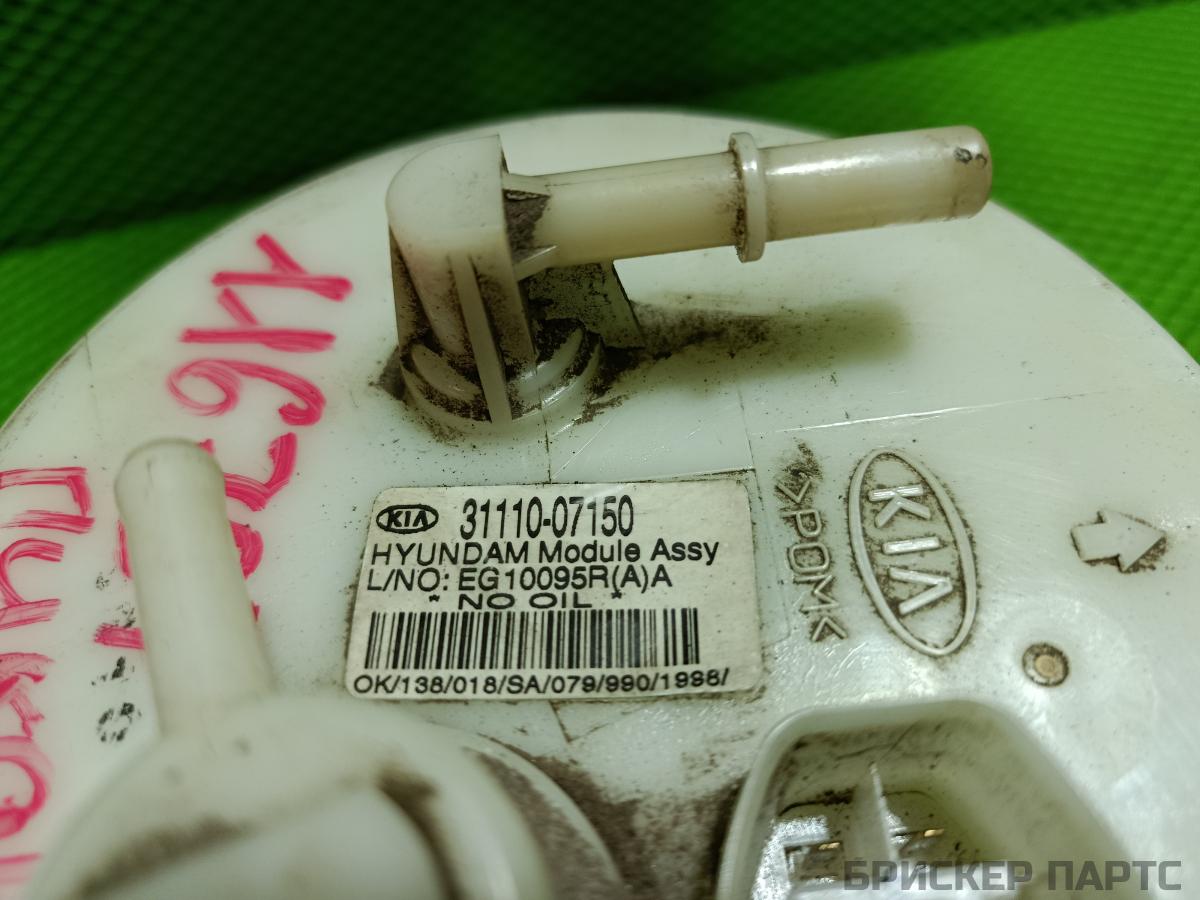 KIA 31110-07150
HYUNDAM Module Assy
L/NO: EG10095R(A)A
* NO OIL *
OK/138/018/SA/079/990/1998/
>POMK
KIA
БРИСКЕР ПАРТС